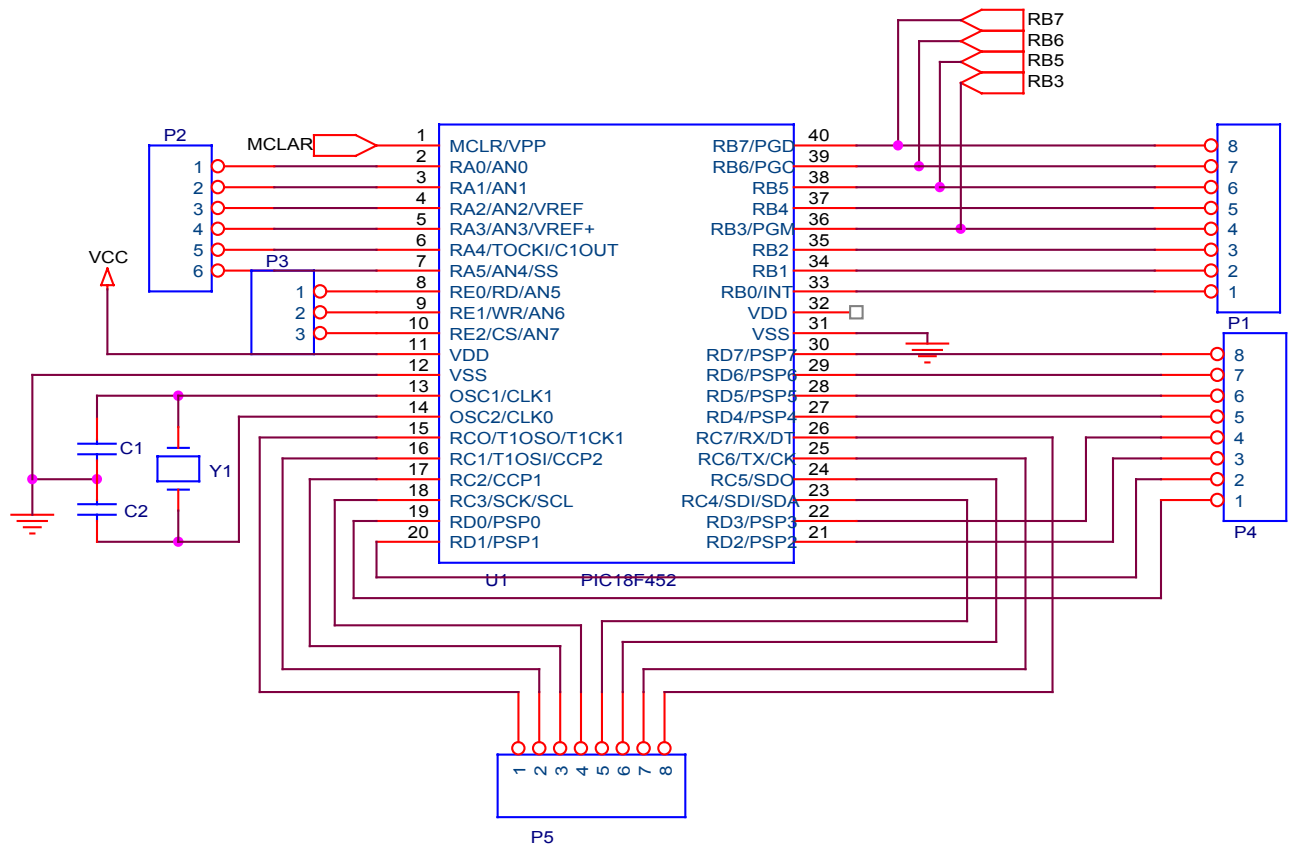 RB7
RB6
RB5
RB3
P2
MCLAR
1 MCLR/VPP RB7/PGD 40 8
1 2 RA0/AN0 RB6/PGC 39 7
2 3 RA1/AN1 RB5 38 6
3 4 RA2/AN2/VREF RB4 37 5
4 5 RA3/AN3/VREF+ RB3/PGM 36 4
5 6 RA4/TOCKI/C1OUT RB2 35 3
VCC
P3
6 7 RA5/AN4/SS RB1 34 2
1 8 RE0/RD/AN5 RB0/INT 33 1
2 9 RE1/WR/AN6 VDD 32
P1
3 10 RE2/CS/AN7 VSS 31
11 VDD RD7/PSP7 30 8
12 VSS RD6/PSP6 29 7
13 OSC1/CLK1 RD5/PSP5 28 6
14 OSC2/CLK0 RD4/PSP4 27 5
15 RCO/T1OSO/T1CK1 RC7/RX/DT 26 4
C1
16 RC1/T1OSI/CCP2 RC6/TX/CK 25 3
Y1
17 RC2/CCP1 RC5/SDO 24 2
18 RC3/SCK/SCL RC4/SDI/SDA 23 1
C2
19 RD0/PSP0 RD3/PSP3 22
P4
20 RD1/PSP1 RD2/PSP2 21
U1 PIC18F452
1 2 3 4 5 6 7 8
P5